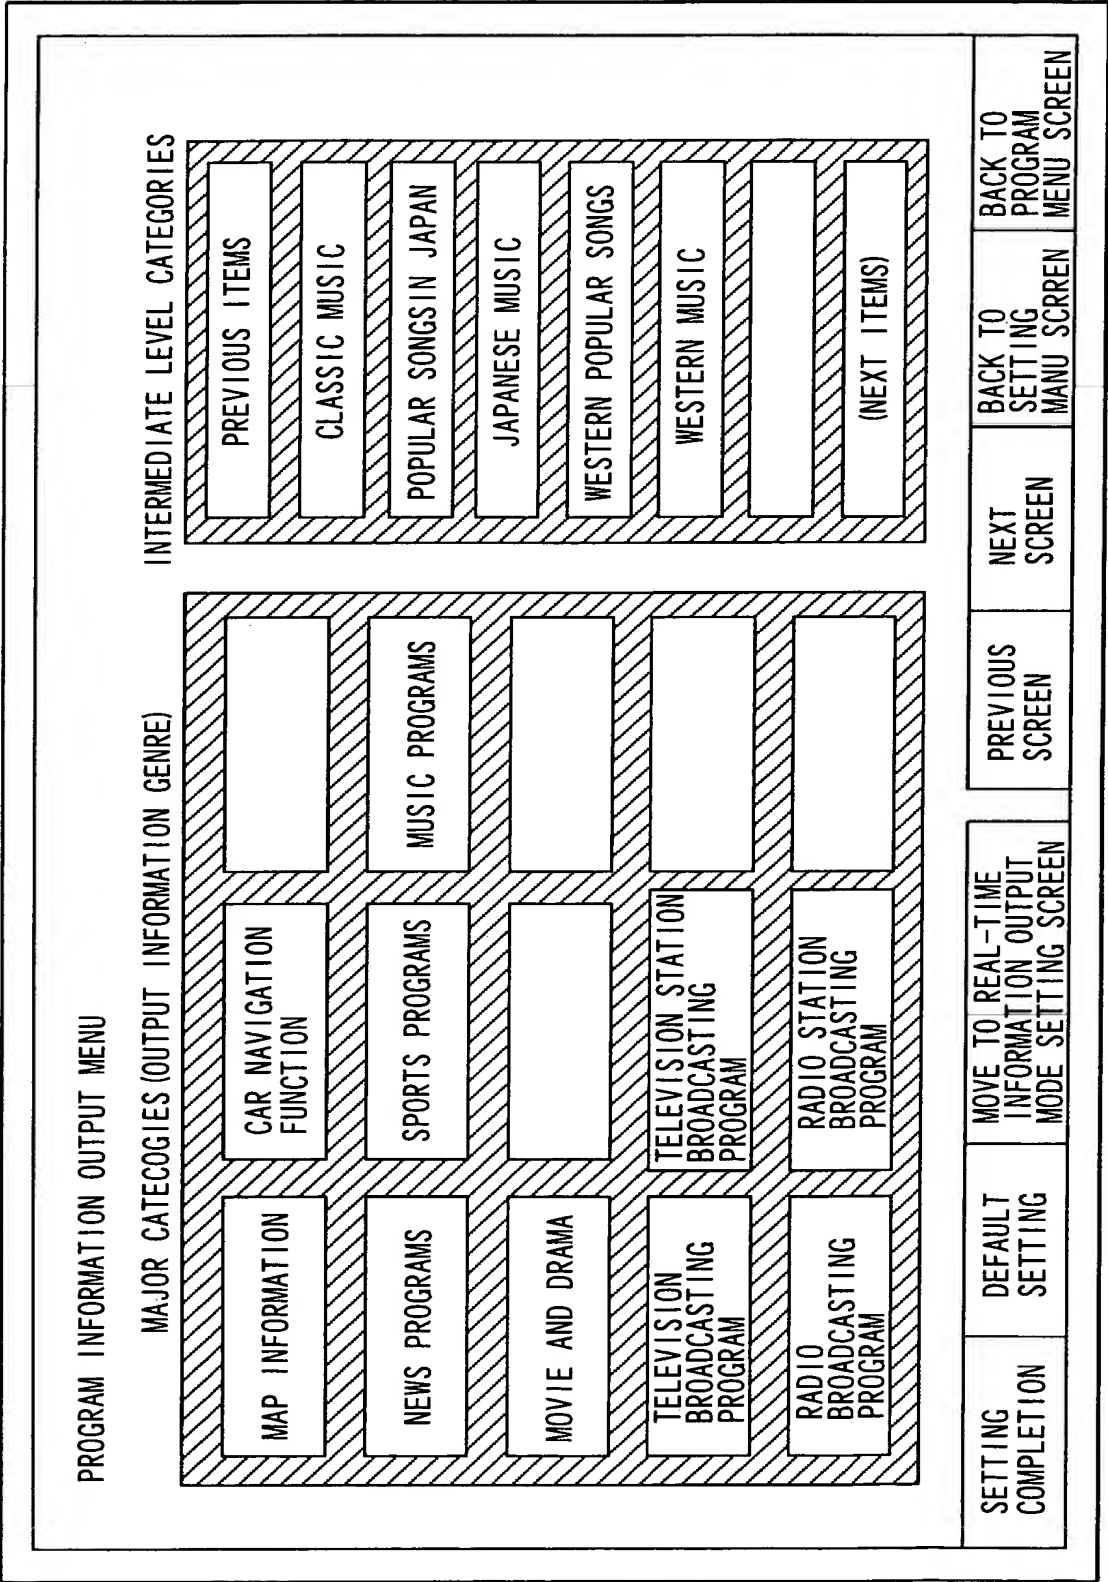 PROGRAM INFORMATION OUTPUT MENU
MAJOR CATECOGIES(OUTPUT INFORMATION GENRE)
MAP INFORMATION
CAR NAVIGATION
FUNCTION
NEWS PROGRAMS
SPORTS PROGRAMS
MUSIC PROGRAMS
MOVIE AND DRAMA
TELEVISION
BROADCASTING
PROGRAM
TELEVISION STATION
BROADCASTING
PROGRAM
RADIO
BROADCASTING
PROGRAM
RADIO STATION
BROADCASTING
PROGRAM
INTERMEDIATE LEVEL CATEGORIES
PREVIOUS ITEMS
CLASSIC MUSIC
POPULAR SONGSIN JAPAN
JAPANESE MUSIC
WESTERN POPULAR SONGS
WESTERN MUSIC
(NEXT ITEMS)
SETTING
COMPLETION
DEFAULT
SETTING
MOVE TO REAL-TIME
INFORMATION OUTPUT
MODE SETTING SCREEN
PREVIOUS
SCREEN
NEXT
SCREEN
BACK TO
SETTING
MANU SCRREN
BACK TO
PROGRAM
MENU SCREEN